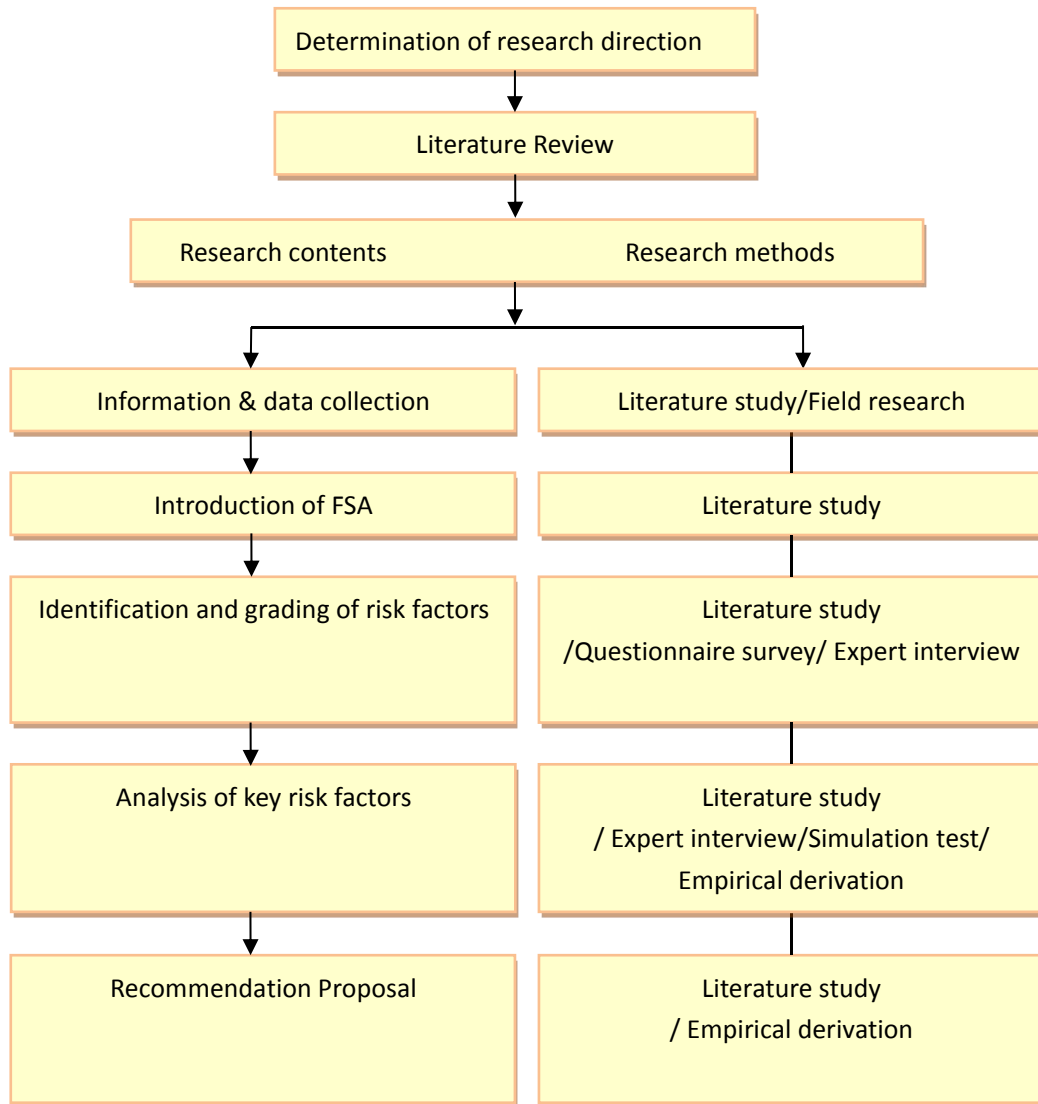 Determination of research direction
Literature Review
Research contents Research methods
Information & data collection
Literature study/Field research
Introduction of FSA
Literature study
Identification and grading of risk factors
Literature study
/Questionnaire survey/ Expert interview
Analysis of key risk factors
Literature study
/ Expert interview/Simulation test/
Empirical derivation
Recommendation Proposal
Literature study
/ Empirical derivation